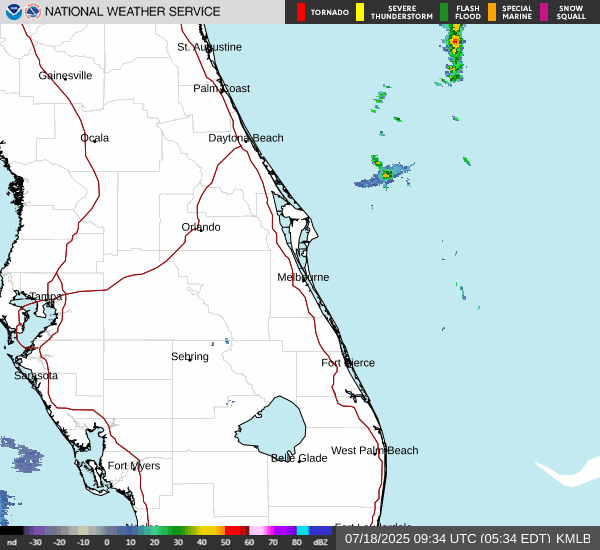 NATIONAL WEATHER SERVICE
TORNADO
SEVERE THUNDERSTORM
FLASH FLOOD
SPECIAL MARINE
SNOW SQUALL
St. Augustine
Gainesville
Palm Coast
Ocala
Daytona Beach
Orlando
Melbourne
Tampa
Sebring
Fort Pierce
Sarasota
West Palm Beach
Belle Glade
Fort Myers
nd -30 -20 -10 0 10 20 30 40 50 60 70 80 dBZ
07/18/2025 09:34 UTC (05:34 EDT) KMLB